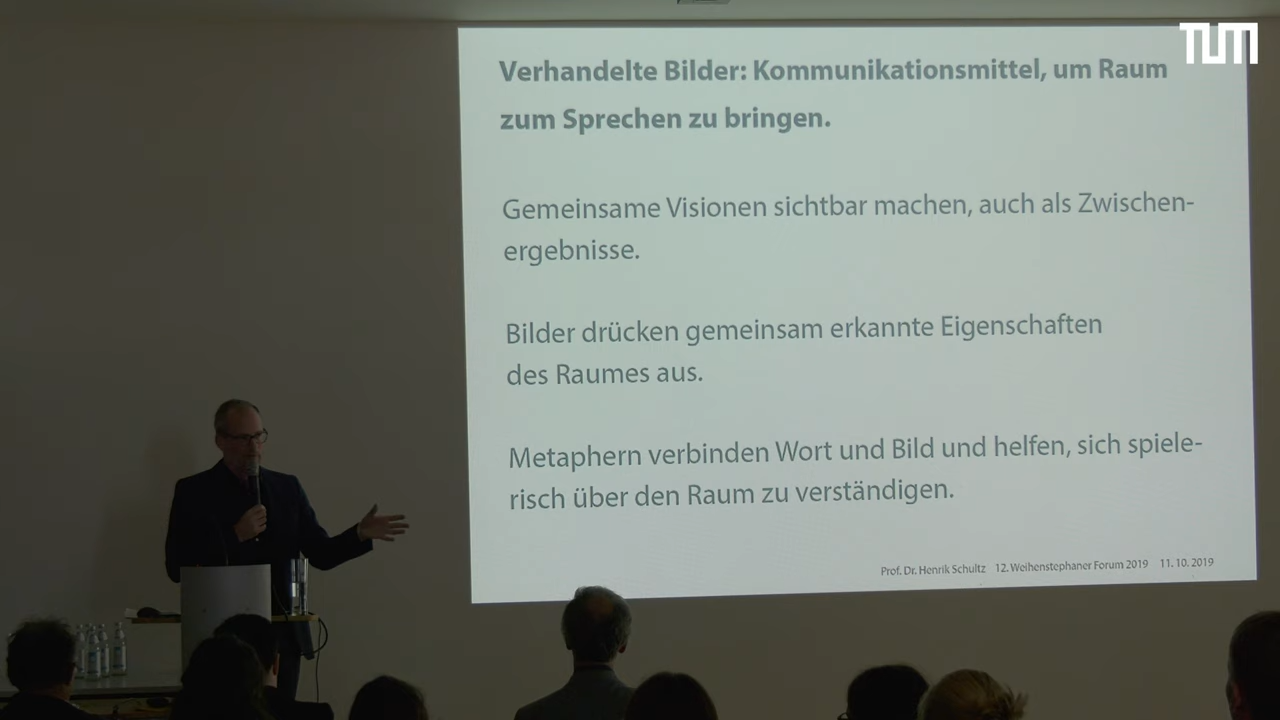 TUM
Verhandelte Bilder: Kommunikationsmittel, um Raum
zum Sprechen zu bringen.
Gemeinsame Visionen sichtbar machen, auch als Zwischen-
ergebnisse.
Bilder drücken gemeinsam erkannte Eigenschaften
des Raumes aus.
Metaphern verbinden Wort und Bild und helfen, sich spiele-
risch über den Raum zu verständigen.
Prof. Dr. Henrik Schultz 12. Weihenstephaner Forum 2019 11. 10. 2019